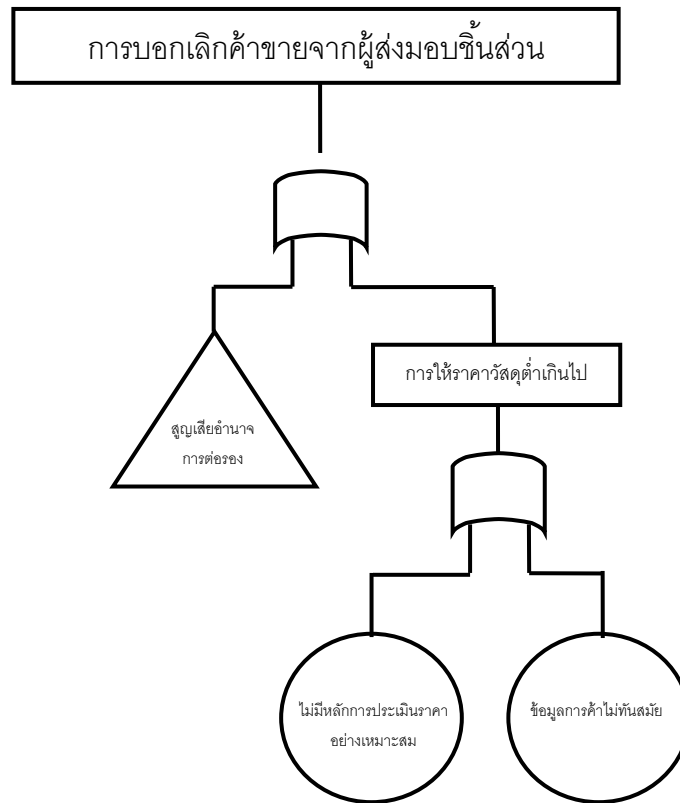 การบอกเลิกค้าขายจากผู้ส่งมอบชิ้นส่วน
การให้ราคาวัสดุต่ำเกินไป
สูญเสียอำนาจ
การต่อรอง
ไม่มีหลักการประเมินราคา
อย่างเหมาะสม
ข้อมูลการค้าไม่ทันสมัย